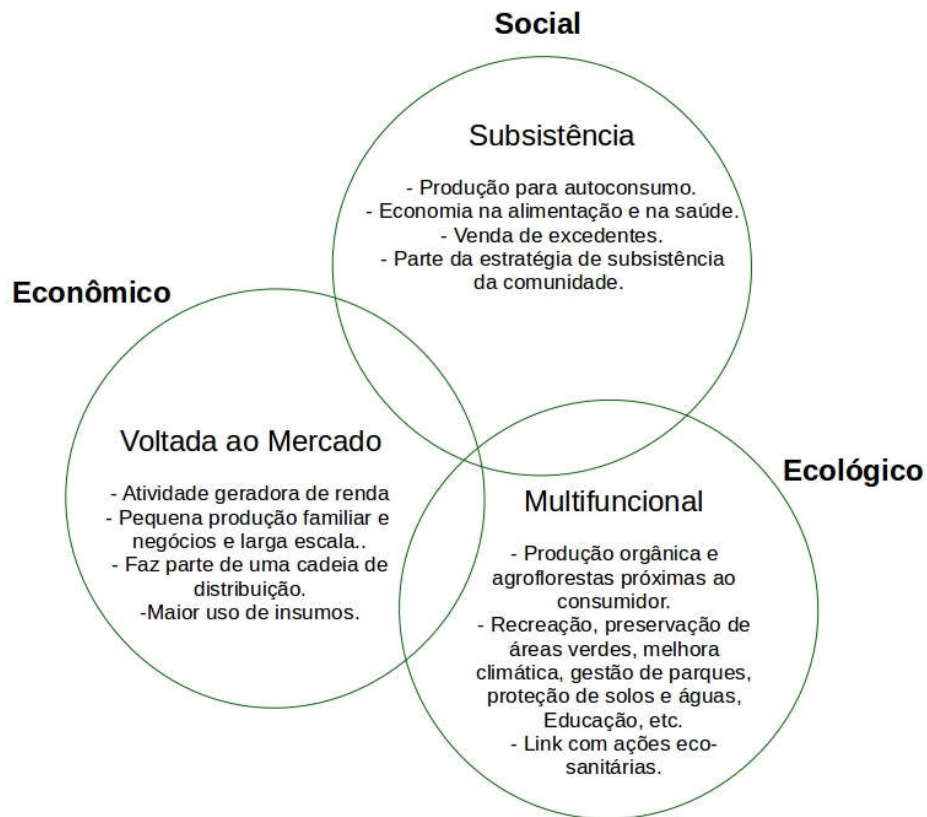 Social
Subsistência
- Produção para autoconsumo.
- Economia na alimentação e na saúde.
- Venda de excedentes.
- Parte da estratégia de subsistência
da comunidade.
Econômico
Voltada ao Mercado
- Atividade geradora de renda
- Pequena produção familiar e
negócios e larga escala..
- Faz parte de uma cadeia de
distribuição.
-Maior uso de insumos.
Ecológico
Multifuncional
- Produção orgânica e
agroflorestas próximas ao
consumidor.
- Recreação, preservação de
áreas verdes, melhora
climática, gestão de parques,
proteção de solos e águas,
Educação, etc.
- Link com ações eco-
sanitárias.